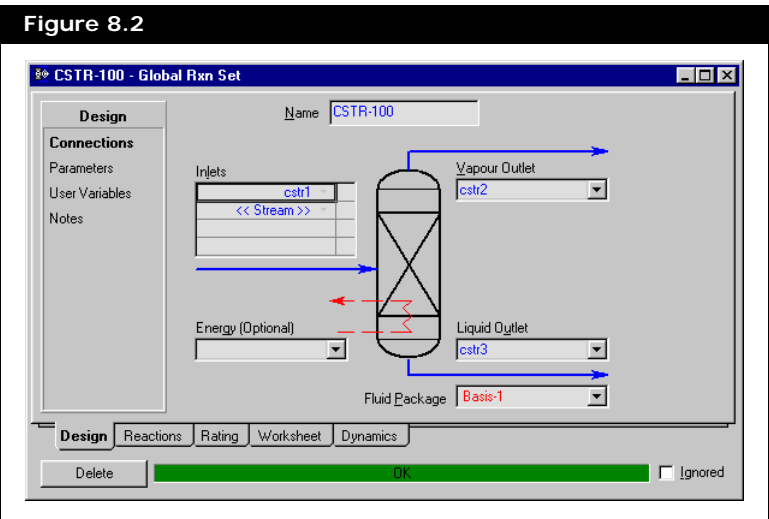 Figure 8.2
CSTR-100 - Global Rxn Set
Design
Connections
Parameters
User Variables
Notes
Name CSTR-100
Inlets
cstr1
<< Stream >>
Vapour Outlet
cstr2
Energy (Optional)
Liquid Outlet
cstr3
Fluid Package Basis-1
Design Reactions Rating Worksheet Dynamics
Delete OK Ignored